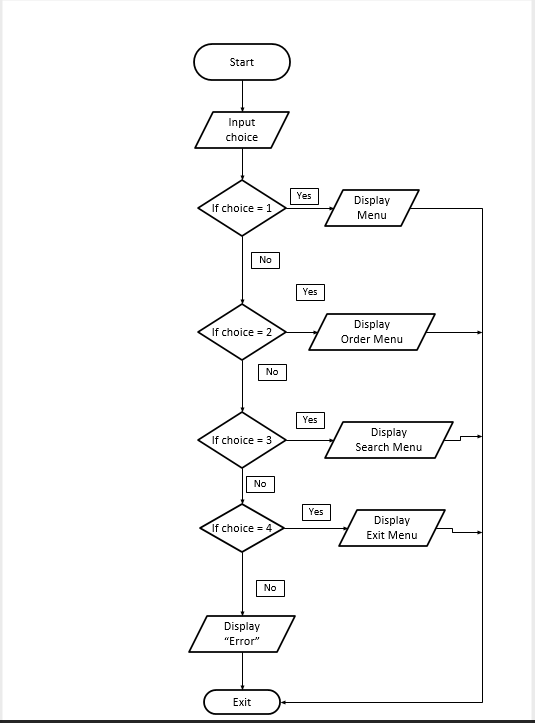 Start
Input
choice
If choice = 1
Yes
Display
Menu
No
Yes
If choice = 2
Display
Order Menu
No
Yes
If choice = 3
Display
Search Menu
No
Yes
If choice = 4
Display
Exit Menu
No
Display
“Error”
Exit